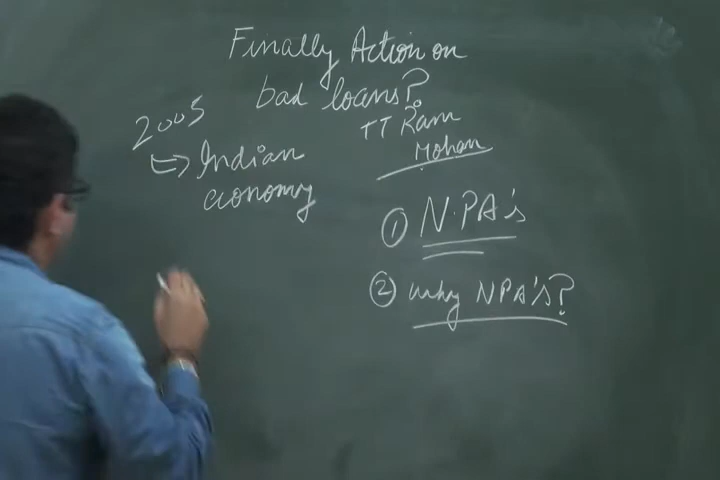 Finally Action on
bad loans?
TT Ram
Mohan
2005
↳ Indian
economy
① N.PA's
② Why NPA's?